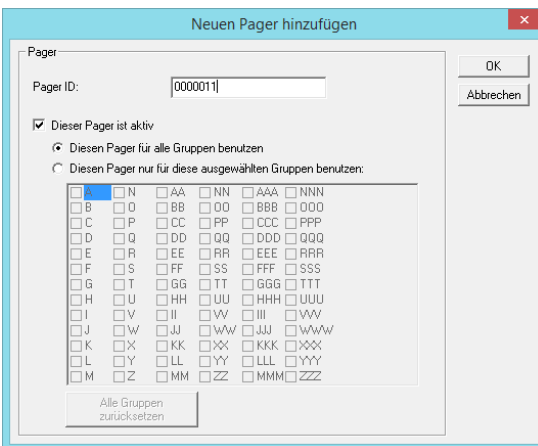 Neuen Pager hinzufügen
Pager
Pager ID: 0000011
OK
Abbrechen
Dieser Pager ist aktiv
Diesen Pager für alle Gruppen benutzen
Diesen Pager nur für diese ausgewählten Gruppen benutzen:
A N AA NN AAA NNN
B O BB OO BBB OOO
C P CC PP CCC PPP
D Q DD QQ DDD QQQ
E R EE RR EEE RRR
F S FF SS FFF SSS
G T GG TT GGG TTT
H U HH UU HHH UUU
I V II VV III VVV
J W JJ WW JJJ WWW
K X KK XX KKK XXX
L Y LL YY LLL YYY
M Z MM ZZ MMM ZZZ
Alle Gruppen
zurücksetzen